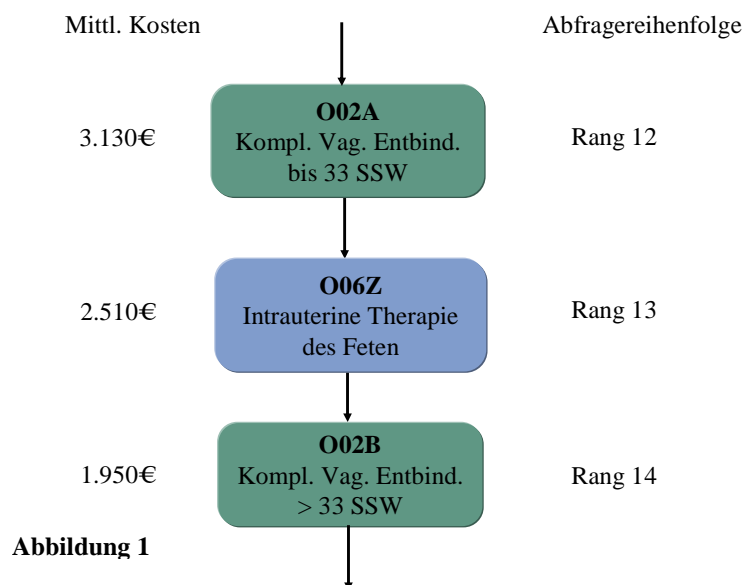 Mittl. Kosten
Abfragereihenfolge
O02A
Kompl. Vag. Entbind.
bis 33 SSW
3.130€
Rang 12
O06Z
Intrauterine Therapie
des Feten
2.510€
Rang 13
O02B
Kompl. Vag. Entbind.
> 33 SSW
1.950€
Rang 14
Abbildung 1